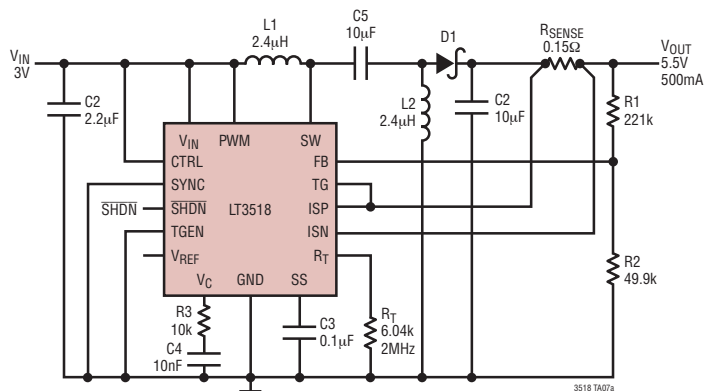 L1
2.4µH
C5
10µF
D1
RSENSE
0.15Ω
VIN
3V
VOUT
5.5V
500mA
C2
2.2µF
L2
2.4µH
C2
10µF
R1
221k
VIN
PWM
SW
CTRL
FB
SYNC
TG
SHDN
SHDN
LT3518
ISP
TGEN
ISN
VREF
RT
VC
GND
SS
R2
49.9k
R3
10k
C4
10nF
C3
0.1µF
RT
6.04k
2MHz
3518 TA07a